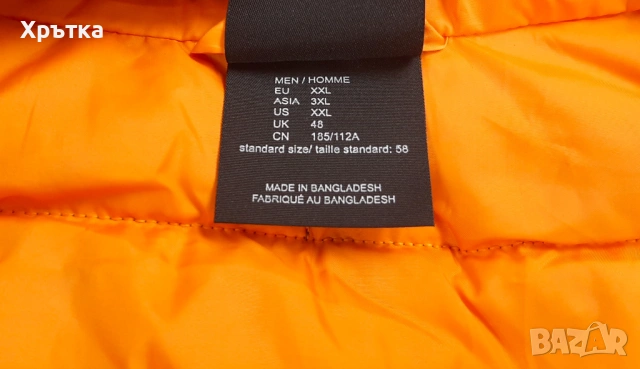 Хрътка
MEN / HOMME
EU XXL
ASIA 3XL
US XXL
UK 48
CN 185/112A
standard size/ taille standard: 58
MADE IN BANGLADESH
FABRIQUÉ AU BANGLADESH
BAZAR